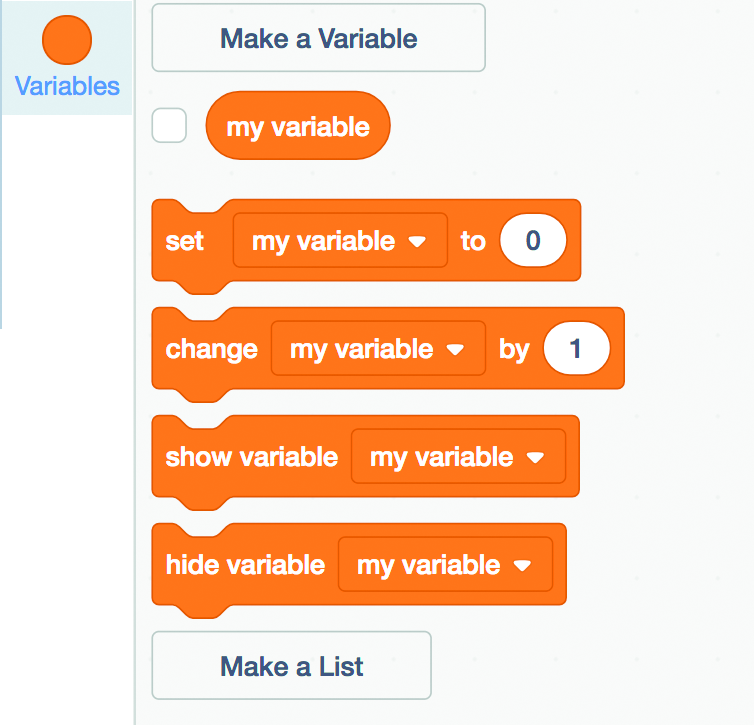 Variables
Make a Variable
my variable
set my variable to 0
change my variable by 1
show variable my variable
hide variable my variable
Make a List